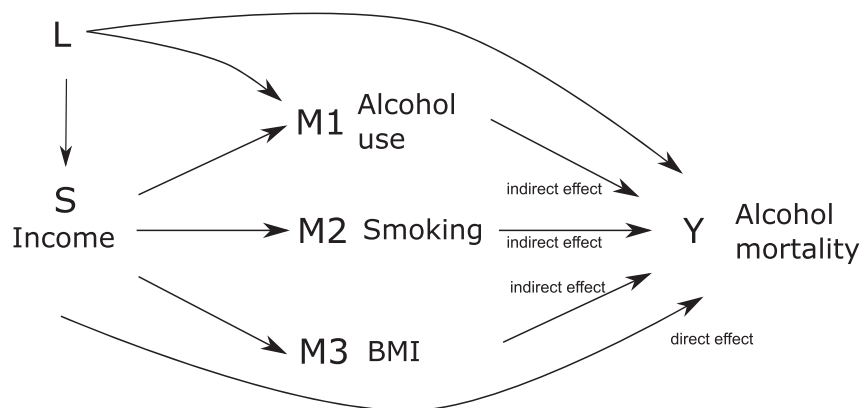 L
M1 Alcohol
use
indirect effect
S
Income
M2 Smoking
indirect effect
Y Alcohol
mortality
indirect effect
M3 BMI
direct effect